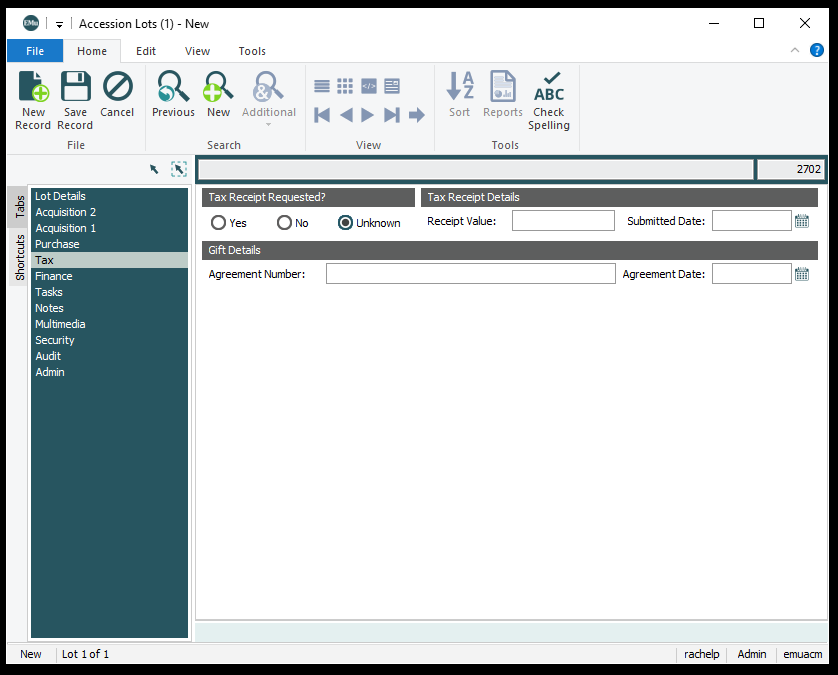 EMu Accession Lots (1) - New
File Home Edit View Tools ?
New Record Save Record Cancel Previous New Additional Sort Reports Check Spelling
A Z & </> ABC
File Search View Tools
2702
Tabs
Shortcuts
Lot Details
Acquisition 2
Acquisition 1
Purchase
Tax
Finance
Tasks
Notes
Multimedia
Security
Audit
Admin
Tax Receipt Requested? Tax Receipt Details
Yes No Unknown Receipt Value: Submitted Date:
Gift Details
Agreement Number: Agreement Date:
New Lot 1 of 1 rachelp Admin emuacm